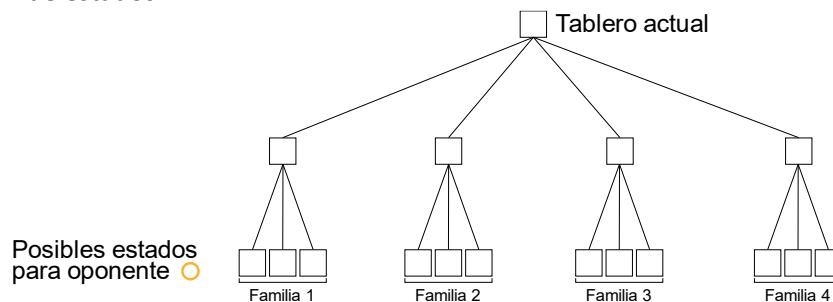 Tablero actual
Posibles estados
para oponente
Familia 1
Familia 2
Familia 3
Familia 4